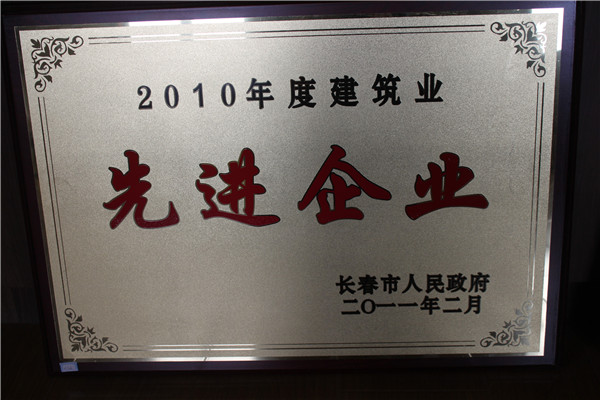 2010年度建筑业
先进企业
长春市人民政府
二〇一一年二月